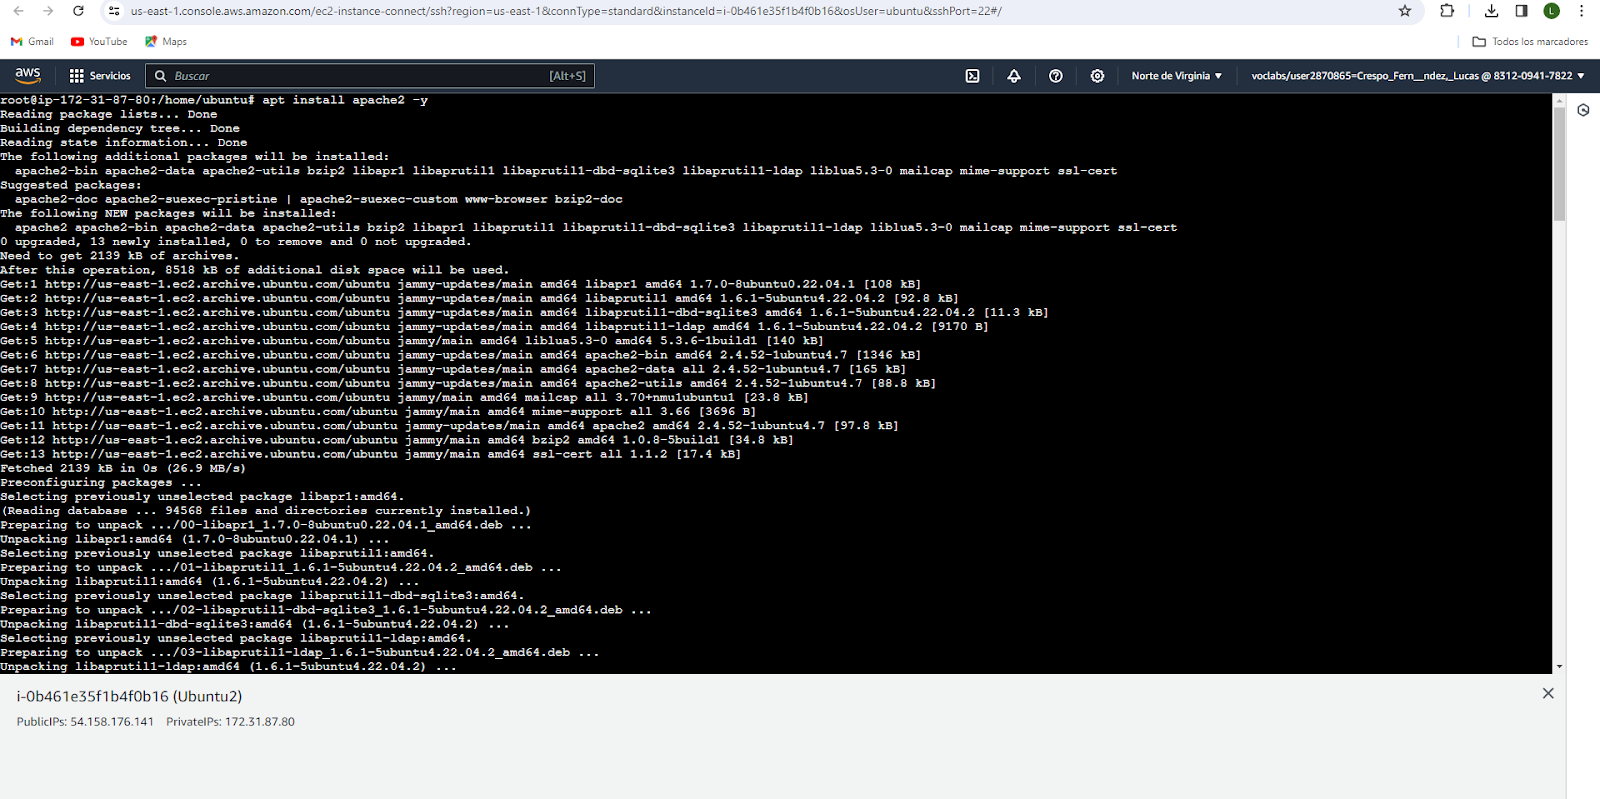 us-east-1.console.aws.amazon.com/ec2-instance-connect/ssh?region=us-east-1&connType=standard&instanceId=i-0b461e35f1b4f0b16&osUser=ubuntu&sshPort=22#/
L
Gmail YouTube Maps Todos los marcadores
aws Servicios Buscar [Alt+S] Norte de Virginia voclabs/user2870865=Crespo_Fern__ndez,_Lucas @ 8312-0941-7822
root@ip-172-31-87-80:/home/ubuntu# apt install apache2 -y
Reading package lists... Done
Building dependency tree... Done
Reading state information... Done
The following additional packages will be installed:
  apache2-bin apache2-data apache2-utils bzip2 libapr1 libaprutil1 libaprutil1-dbd-sqlite3 libaprutil1-ldap liblua5.3-0 mailcap mime-support ssl-cert
Suggested packages:
  apache2-doc apache2-suexec-pristine | apache2-suexec-custom www-browser bzip2-doc
The following NEW packages will be installed:
  apache2 apache2-bin apache2-data apache2-utils bzip2 libapr1 libaprutil1 libaprutil1-dbd-sqlite3 libaprutil1-ldap liblua5.3-0 mailcap mime-support ssl-cert
0 upgraded, 13 newly installed, 0 to remove and 0 not upgraded.
Need to get 2139 kB of archives.
After this operation, 8518 kB of additional disk space will be used.
Get:1 http://us-east-1.ec2.archive.ubuntu.com/ubuntu jammy-updates/main amd64 libapr1 amd64 1.7.0-8ubuntu0.22.04.1 [108 kB]
Get:2 http://us-east-1.ec2.archive.ubuntu.com/ubuntu jammy-updates/main amd64 libaprutil1 amd64 1.6.1-5ubuntu4.22.04.2 [92.8 kB]
Get:3 http://us-east-1.ec2.archive.ubuntu.com/ubuntu jammy-updates/main amd64 libaprutil1-dbd-sqlite3 amd64 1.6.1-5ubuntu4.22.04.2 [11.3 kB]
Get:4 http://us-east-1.ec2.archive.ubuntu.com/ubuntu jammy-updates/main amd64 libaprutil1-ldap amd64 1.6.1-5ubuntu4.22.04.2 [9170 B]
Get:5 http://us-east-1.ec2.archive.ubuntu.com/ubuntu jammy/main amd64 liblua5.3-0 amd64 5.3.6-1build1 [140 kB]
Get:6 http://us-east-1.ec2.archive.ubuntu.com/ubuntu jammy-updates/main amd64 apache2-bin amd64 2.4.52-1ubuntu4.7 [1346 kB]
Get:7 http://us-east-1.ec2.archive.ubuntu.com/ubuntu jammy-updates/main amd64 apache2-data all 2.4.52-1ubuntu4.7 [165 kB]
Get:8 http://us-east-1.ec2.archive.ubuntu.com/ubuntu jammy-updates/main amd64 apache2-utils amd64 2.4.52-1ubuntu4.7 [88.8 kB]
Get:9 http://us-east-1.ec2.archive.ubuntu.com/ubuntu jammy/main amd64 mailcap all 3.70+nmu1ubuntu1 [23.8 kB]
Get:10 http://us-east-1.ec2.archive.ubuntu.com/ubuntu jammy/main amd64 mime-support all 3.66 [3696 B]
Get:11 http://us-east-1.ec2.archive.ubuntu.com/ubuntu jammy-updates/main amd64 apache2 amd64 2.4.52-1ubuntu4.7 [97.8 kB]
Get:12 http://us-east-1.ec2.archive.ubuntu.com/ubuntu jammy/main amd64 bzip2 amd64 1.0.8-5build1 [34.8 kB]
Get:13 http://us-east-1.ec2.archive.ubuntu.com/ubuntu jammy/main amd64 ssl-cert all 1.1.2 [17.4 kB]
Fetched 2139 kB in 0s (26.9 MB/s)
Preconfiguring packages ...
Selecting previously unselected package libapr1:amd64.
(Reading database ... 94568 files and directories currently installed.)
Preparing to unpack .../00-libapr1_1.7.0-8ubuntu0.22.04.1_amd64.deb ...
Unpacking libapr1:amd64 (1.7.0-8ubuntu0.22.04.1) ...
Selecting previously unselected package libaprutil1:amd64.
Preparing to unpack .../01-libaprutil1_1.6.1-5ubuntu4.22.04.2_amd64.deb ...
Unpacking libaprutil1:amd64 (1.6.1-5ubuntu4.22.04.2) ...
Selecting previously unselected package libaprutil1-dbd-sqlite3:amd64.
Preparing to unpack .../02-libaprutil1-dbd-sqlite3_1.6.1-5ubuntu4.22.04.2_amd64.deb ...
Unpacking libaprutil1-dbd-sqlite3:amd64 (1.6.1-5ubuntu4.22.04.2) ...
Selecting previously unselected package libaprutil1-ldap:amd64.
Preparing to unpack .../03-libaprutil1-ldap_1.6.1-5ubuntu4.22.04.2_amd64.deb ...
Unpacking libaprutil1-ldap:amd64 (1.6.1-5ubuntu4.22.04.2) ...
i-0b461e35f1b4f0b16 (Ubuntu2)
PublicIPs: 54.158.176.141 PrivateIPs: 172.31.87.80